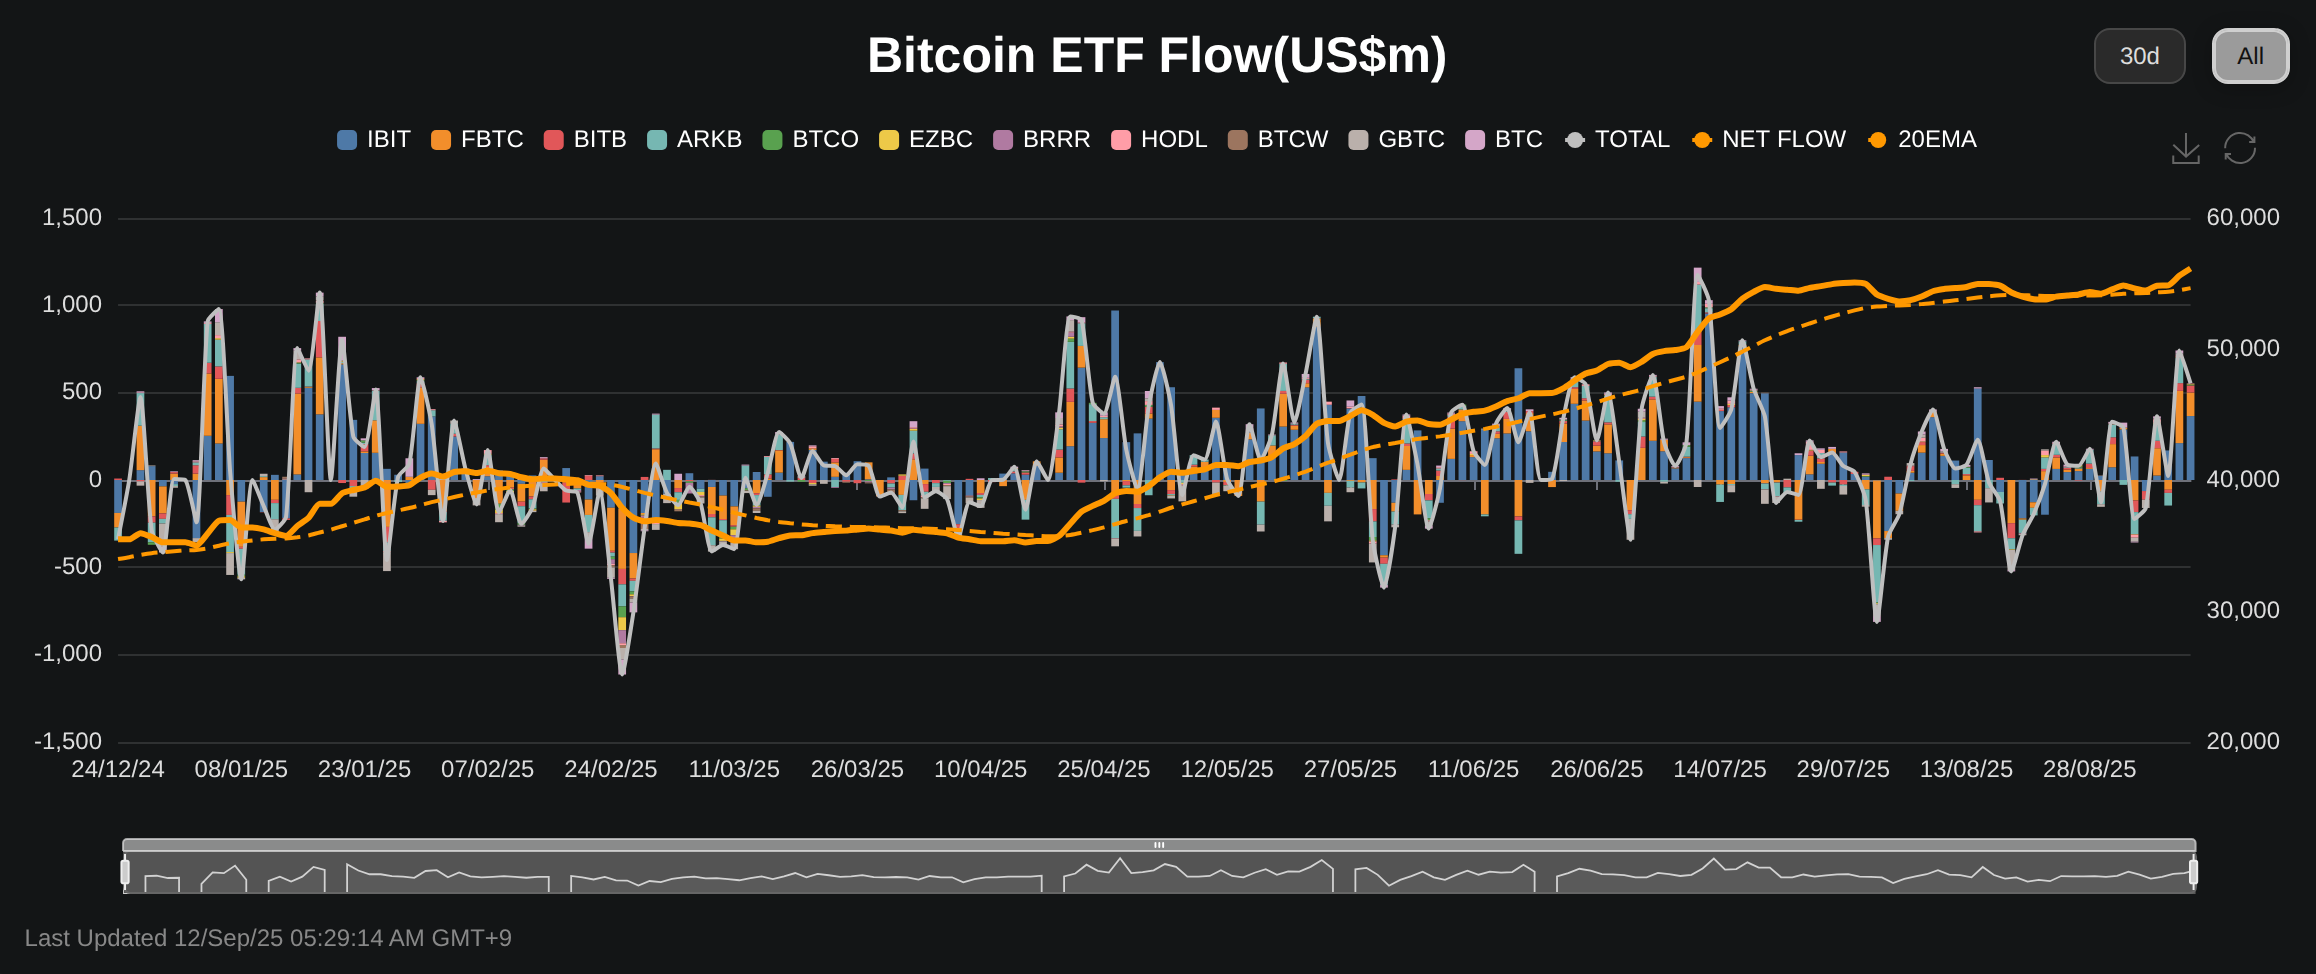 Bitcoin ETF Flow(US$m)
30d
All
IBIT FBTC BITB ARKB BTCO EZBC BRRR HODL BTCW GBTC BTC TOTAL NET FLOW 20EMA
1,500 60,000
1,000
50,000
500
0 40,000
-500
30,000
-1,000
-1,500 20,000
24/12/24 08/01/25 23/01/25 07/02/25 24/02/25 11/03/25 26/03/25 10/04/25 25/04/25 12/05/25 27/05/25 11/06/25 26/06/25 14/07/25 29/07/25 13/08/25 28/08/25
Last Updated 12/Sep/25 05:29:14 AM GMT+9